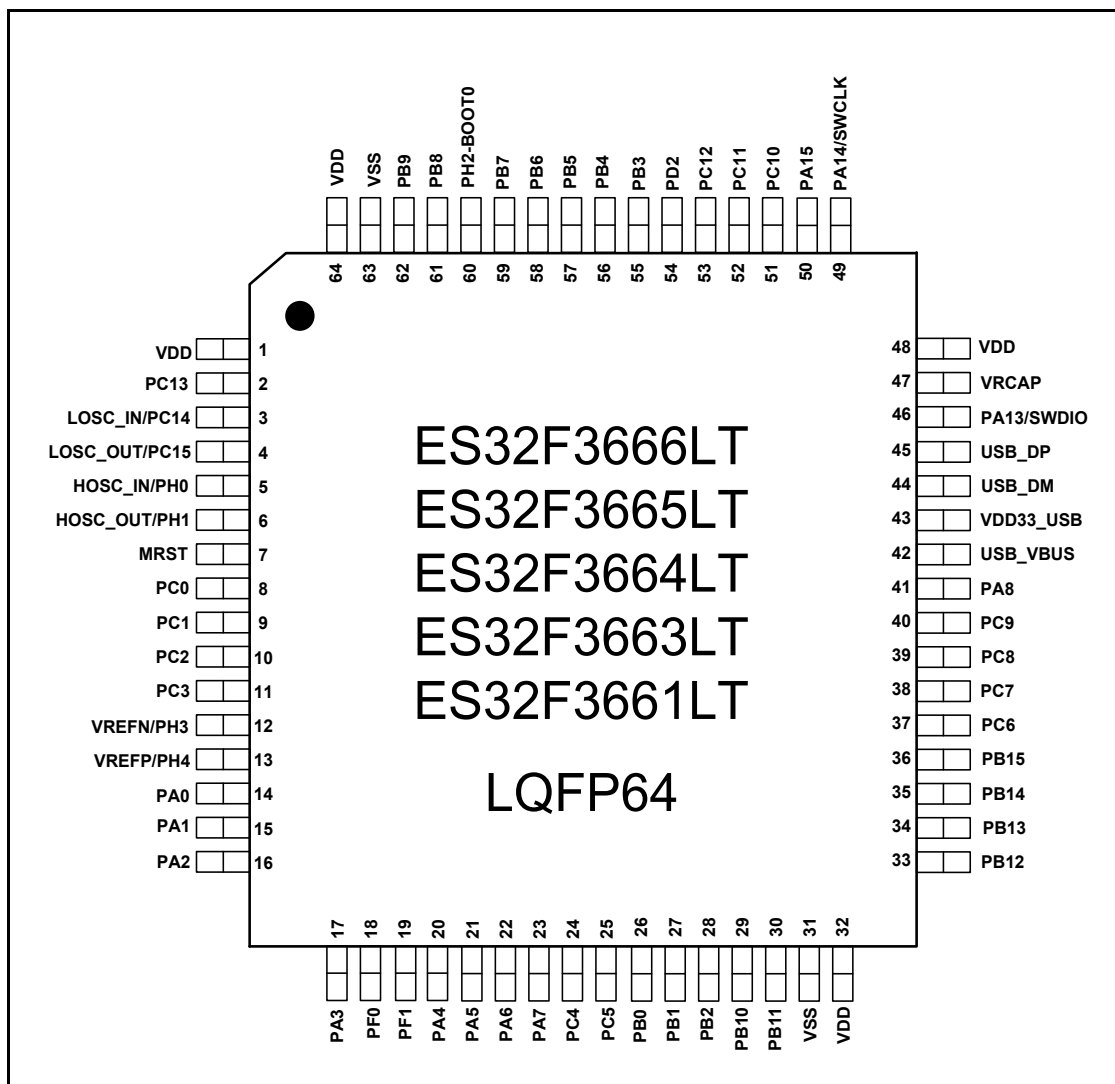 VDD
VSS
PB9
PB8
PH2-BOOT0
PB7
PB6
PB5
PB4
PB3
PD2
PC12
PC11
PC10
PA15
PA14/SWCLK
64
63
62
61
60
59
58
57
56
55
54
53
52
51
50
49
VDD 1
PC13 2
LOSC_IN/PC14 3
LOSC_OUT/PC15 4
HOSC_IN/PH0 5
HOSC_OUT/PH1 6
MRST 7
PC0 8
PC1 9
PC2 10
PC3 11
VREFN/PH3 12
VREFP/PH4 13
PA0 14
PA1 15
PA2 16
ES32F3666LT
ES32F3665LT
ES32F3664LT
ES32F3663LT
ES32F3661LT
LQFP64
48 VDD
47 VRCAP
46 PA13/SWDIO
45 USB_DP
44 USB_DM
43 VDD33_USB
42 USB_VBUS
41 PA8
40 PC9
39 PC8
38 PC7
37 PC6
36 PB15
35 PB14
34 PB13
33 PB12
17
18
19
20
21
22
23
24
25
26
27
28
29
30
31
32
PA3
PF0
PF1
PA4
PA5
PA6
PA7
PC4
PC5
PB0
PB1
PB2
PB10
PB11
VSS
VDD